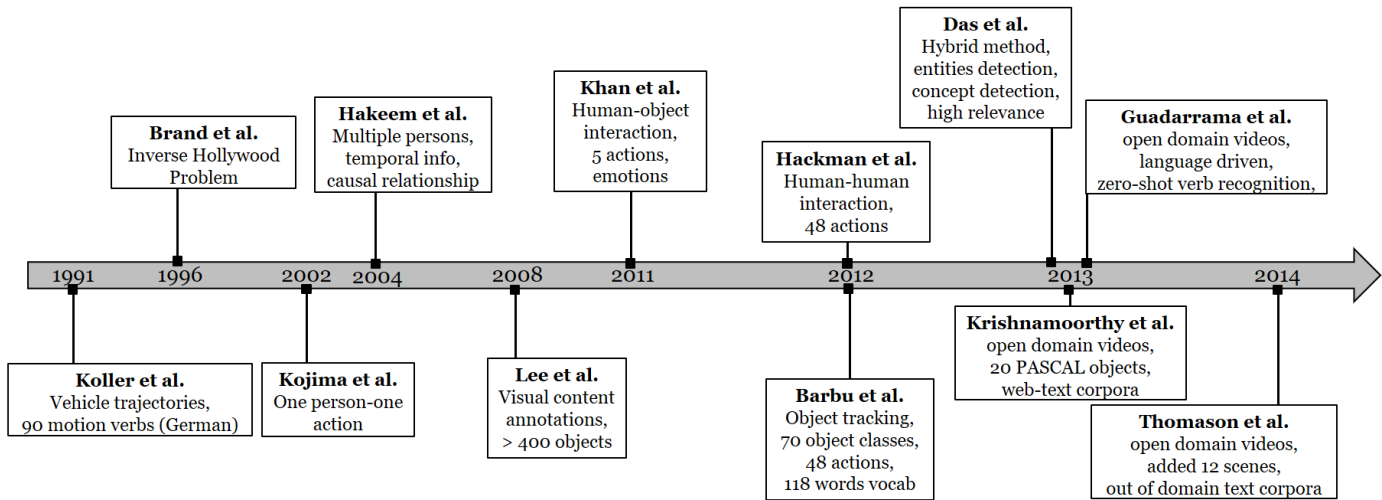 Das et al.
Hybrid method,
entities detection,
concept detection,
high relevance
Khan et al.
Human-object
interaction,
5 actions,
emotions
Hakeem et al.
Multiple persons,
temporal info,
causal relationship
Guadarrama et al.
open domain videos,
language driven,
zero-shot verb recognition,
Brand et al.
Inverse Hollywood
Problem
Hackman et al.
Human-human
interaction,
48 actions
1991 1996 2002 2004 2008 2011 2012 2013 2014
Koller et al.
Vehicle trajectories,
90 motion verbs (German)
Kojima et al.
One person-one
action
Lee et al.
Visual content
annotations,
> 400 objects
Barbu et al.
Object tracking,
70 object classes,
48 actions,
118 words vocab
Krishnamoorthy et al.
open domain videos,
20 PASCAL objects,
web-text corpora
Thomason et al.
open domain videos,
added 12 scenes,
out of domain text corpora